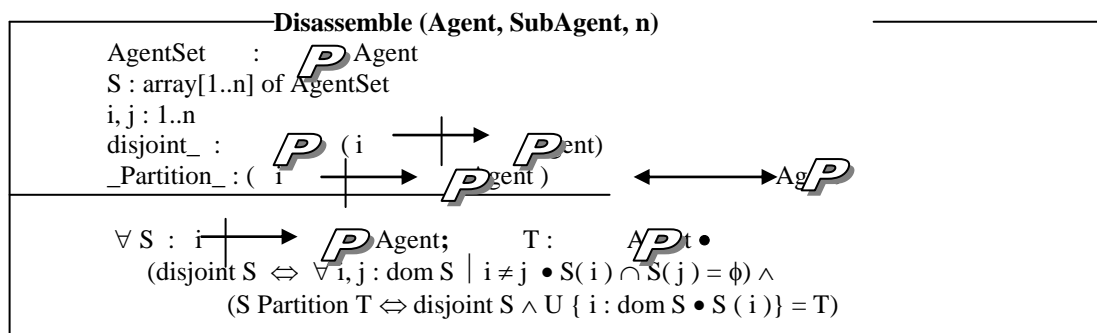 Disassemble (Agent, SubAgent, n)
AgentSet : P Agent
S : array[1..n] of AgentSet
i, j : 1..n
disjoint_ : P ( i ⇸ P ent)
_Partition_ : ( i ⇸ P gent ) ↔ Ag P
∀ S : i ⇸ P Agent; T : A P t •
(disjoint S ⇔ ∀ i, j : dom S | i ≠ j • S( i ) ∩ S( j ) = ϕ) ∧
(S Partition T ⇔ disjoint S ∧ U { i : dom S • S ( i )} = T)